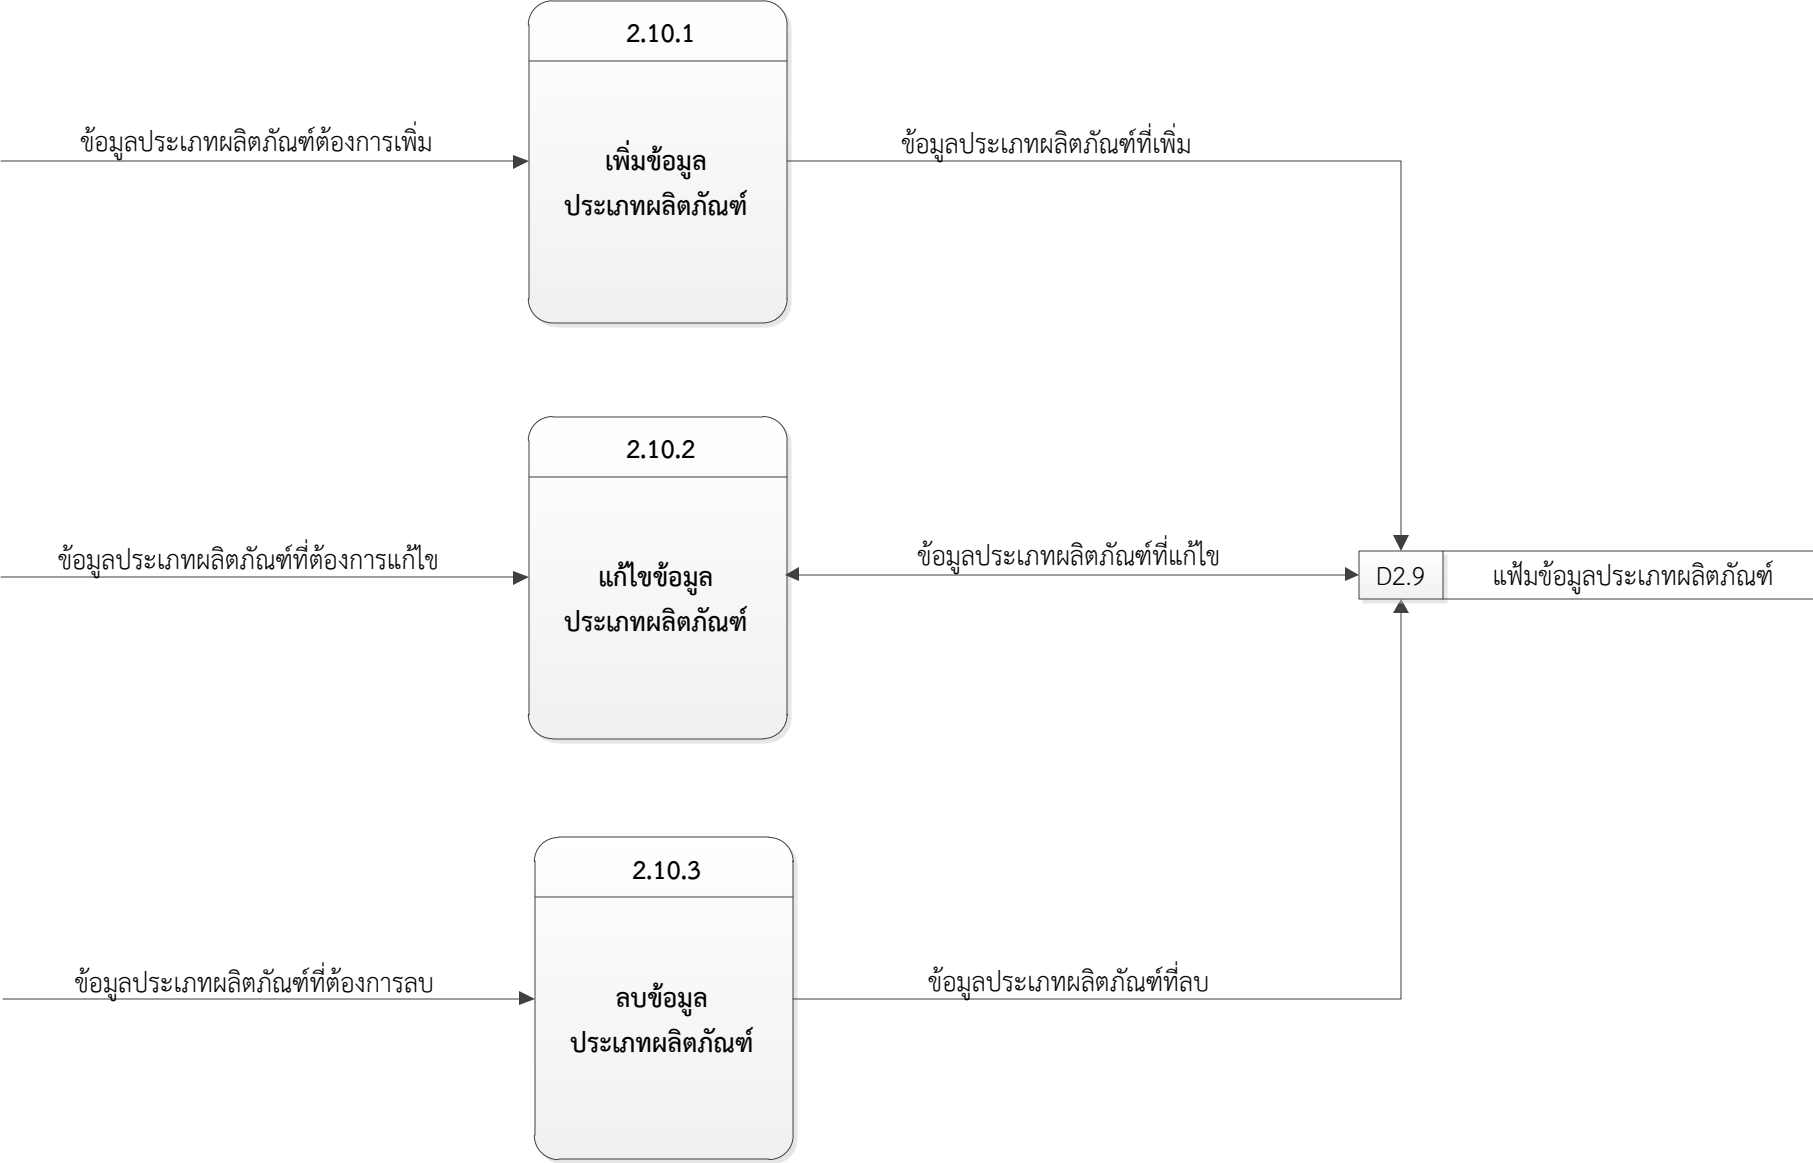 2.10.1
ข้อมูลประเภทผลิตภัณฑ์ต้องการเพิ่ม
เพิ่มข้อมูล
ประเภทผลิตภัณฑ์
ข้อมูลประเภทผลิตภัณฑ์ที่เพิ่ม
2.10.2
ข้อมูลประเภทผลิตภัณฑ์ที่ต้องการแก้ไข
แก้ไขข้อมูล
ประเภทผลิตภัณฑ์
ข้อมูลประเภทผลิตภัณฑ์ที่แก้ไข
D2.9
แฟ้มข้อมูลประเภทผลิตภัณฑ์
2.10.3
ข้อมูลประเภทผลิตภัณฑ์ที่ต้องการลบ
ลบข้อมูล
ประเภทผลิตภัณฑ์
ข้อมูลประเภทผลิตภัณฑ์ที่ลบ